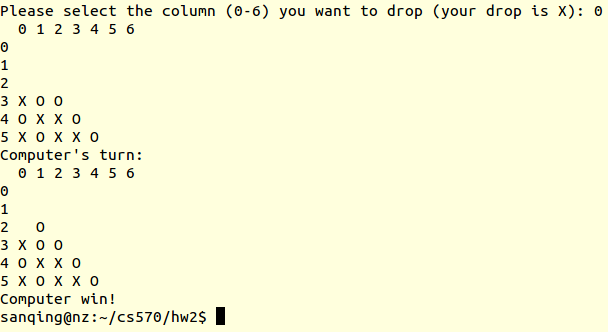 Please select the column (0-6) you want to drop (your drop is X): 0
  0 1 2 3 4 5 6
0
1
2
3 X O O
4 O X X O
5 X O X X O
Computer's turn:
  0 1 2 3 4 5 6
0
1
2   O
3 X O O
4 O X X O
5 X O X X O
Computer win!
sanqing@nz:~/cs570/hw2$